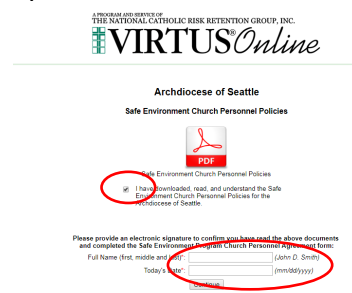 A PROGRAM AND SERVICE OF
THE NATIONAL CATHOLIC RISK RETENTION GROUP, INC.
VIRTUS®Online
Archdiocese of Seattle
Safe Environment Church Personnel Policies
PDF
Safe Environment Church Personnel Policies
I have downloaded, read, and understand the Safe
Environment Church Personnel Policies for the
Archdiocese of Seattle.
Please provide an electronic signature to confirm you have read the above documents
and completed the Safe Environment Program Church Personnel Agreement form:
Full Name (first, middle and last)*: (John D. Smith)
Today's Date*: (mm/dd/yyyy)
Continue